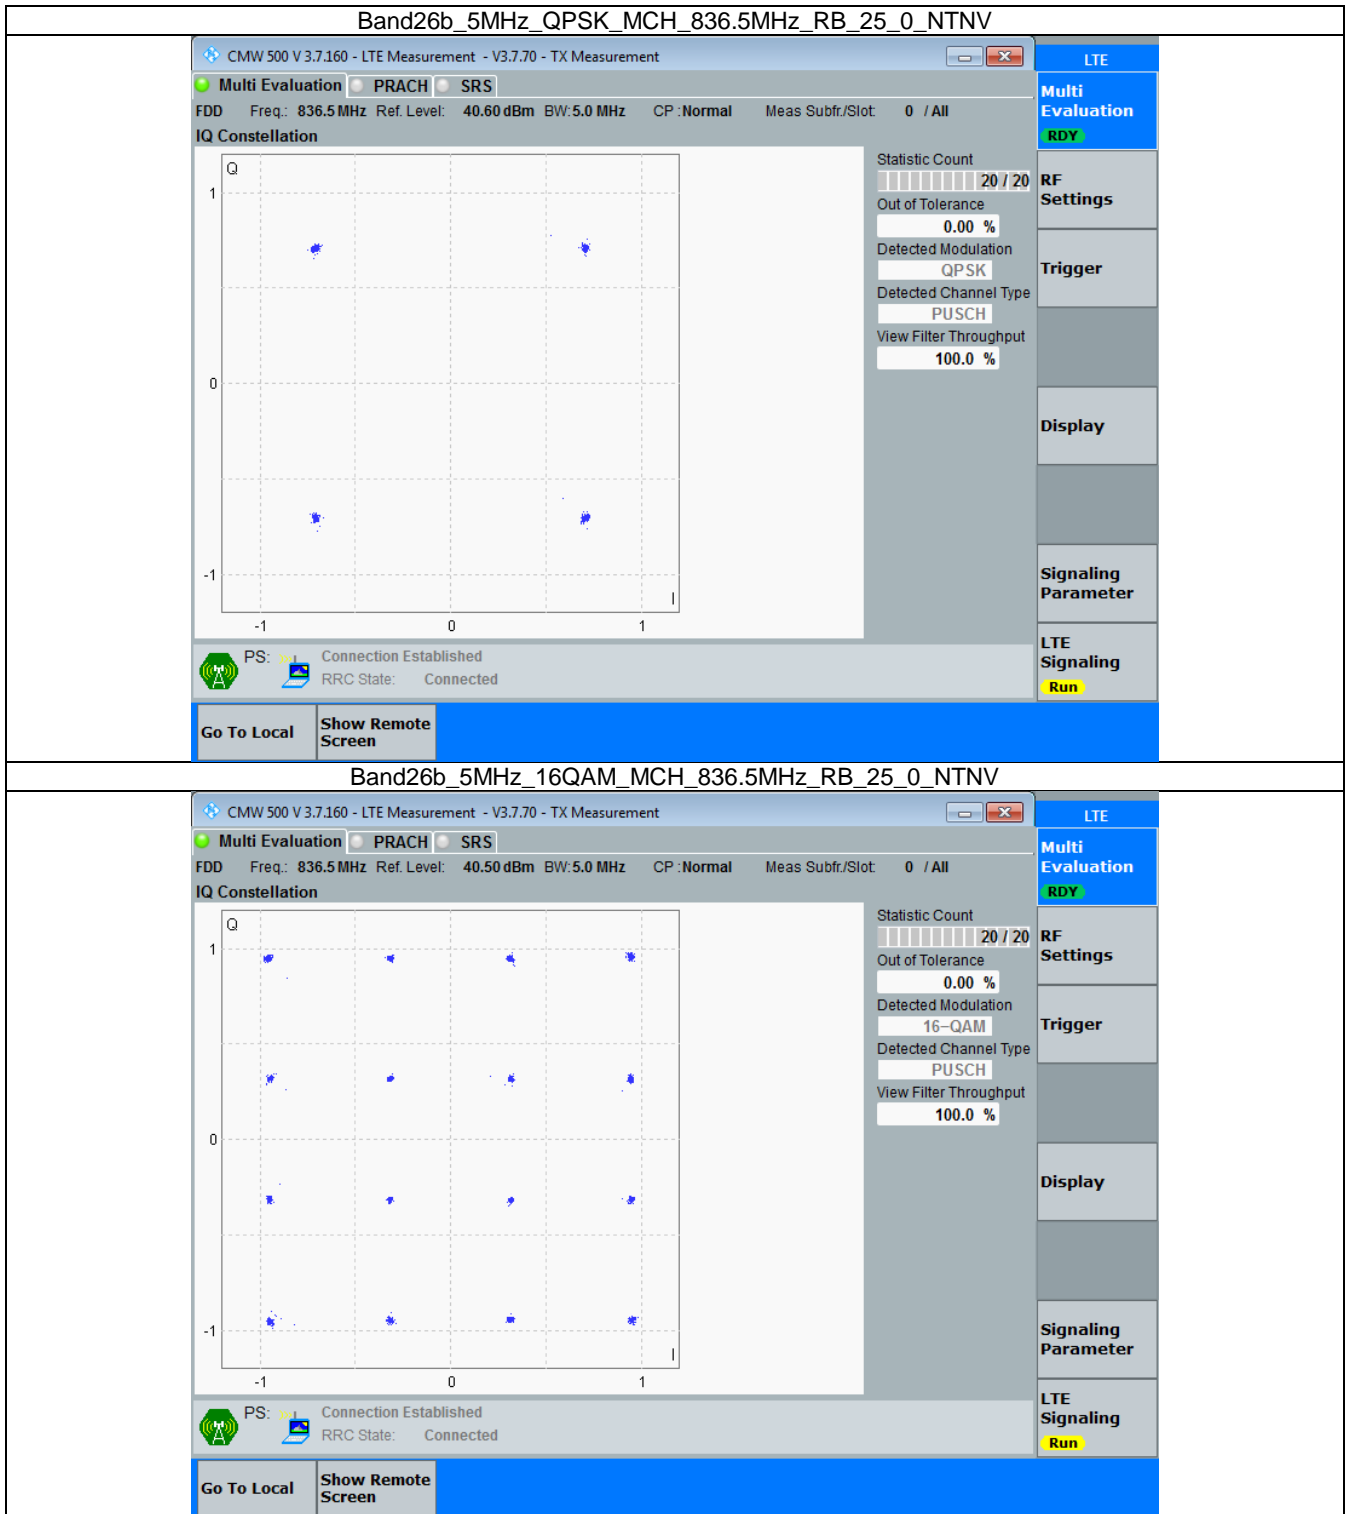 Band26b_5MHz_QPSK_MCH_836.5MHz_RB_25_0_NTNV
CMW 500 V 3.7.160 - LTE Measurement - V3.7.70 - TX Measurement
LTE
Multi Evaluation PRACH SRS
Multi
Evaluation
RDY
FDD Freq.: 836.5 MHz Ref. Level: 40.60 dBm BW: 5.0 MHz CP : Normal Meas Subfr./Slot: 0 / All
IQ Constellation
Q
1
0
-1
I
-1 0 1
Statistic Count
20 / 20
Out of Tolerance
0.00 %
Detected Modulation
QPSK
Detected Channel Type
PUSCH
View Filter Throughput
100.0 %
RF
Settings
Trigger
Display
Signaling
Parameter
LTE
Signaling
Run
PS: Connection Established
RRC State: Connected
Go To Local
Show Remote
Screen
Band26b_5MHz_16QAM_MCH_836.5MHz_RB_25_0_NTNV
CMW 500 V 3.7.160 - LTE Measurement - V3.7.70 - TX Measurement
LTE
Multi Evaluation PRACH SRS
Multi
Evaluation
RDY
FDD Freq.: 836.5 MHz Ref. Level: 40.50 dBm BW: 5.0 MHz CP : Normal Meas Subfr./Slot: 0 / All
IQ Constellation
Q
1
0
-1
I
-1 0 1
Statistic Count
20 / 20
Out of Tolerance
0.00 %
Detected Modulation
16-QAM
Detected Channel Type
PUSCH
View Filter Throughput
100.0 %
RF
Settings
Trigger
Display
Signaling
Parameter
LTE
Signaling
Run
PS: Connection Established
RRC State: Connected
Go To Local
Show Remote
Screen